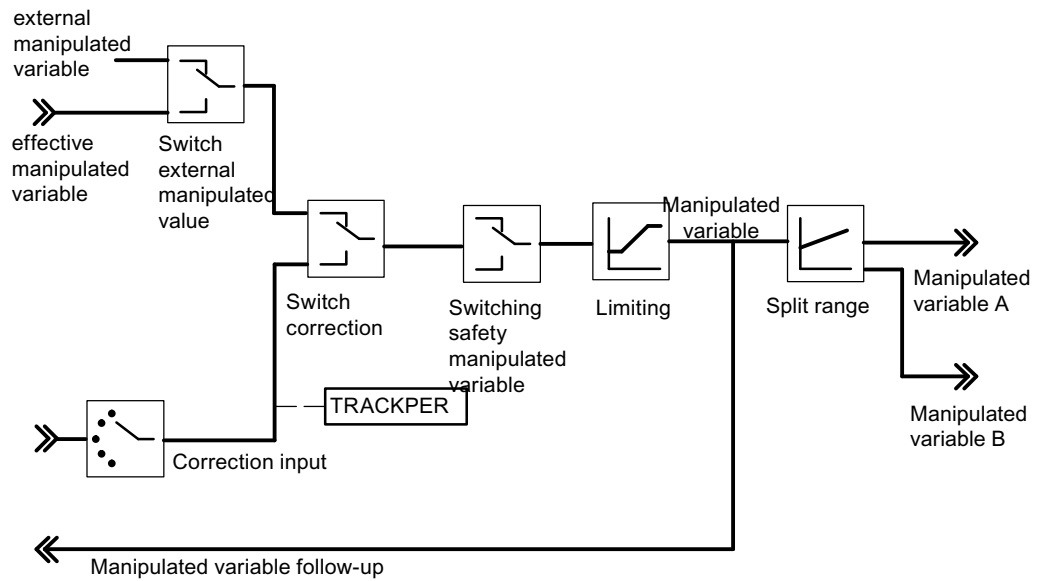 external
manipulated
variable
effective
manipulated
variable
Switch
external
manipulated
value
Switch
correction
Switching
safety
manipulated
variable
Limiting
Manipulated
variable
Split range
Manipulated
variable A
Manipulated
variable B
TRACKPER
Correction input
Manipulated variable follow-up